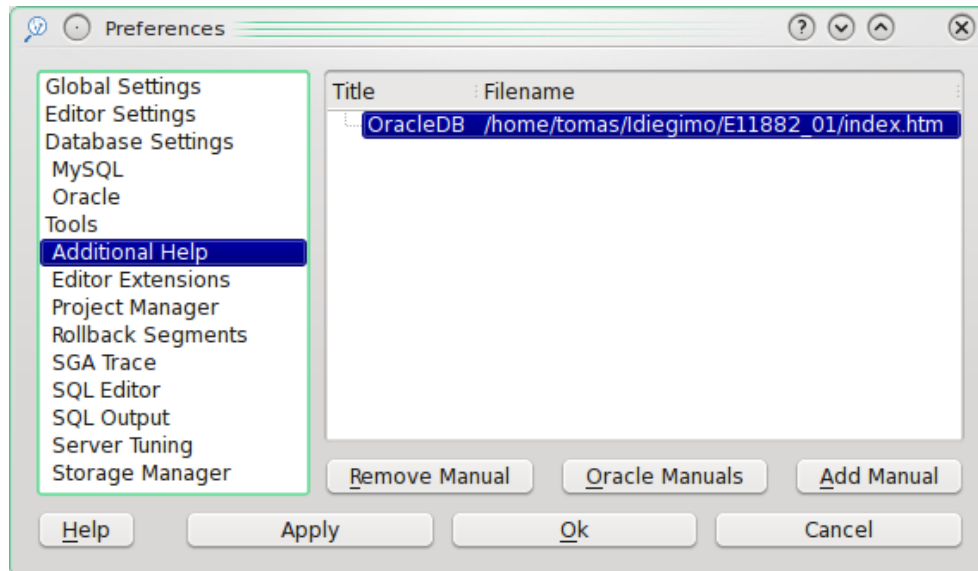 Preferences
Global Settings
Editor Settings
Database Settings
MySQL
Oracle
Tools
Additional Help
Editor Extensions
Project Manager
Rollback Segments
SGA Trace
SQL Editor
SQL Output
Server Tuning
Storage Manager
Title Filename
OracleDB /home/tomas/Idiegimo/E11882_01/index.htm
Remove Manual Oracle Manuals Add Manual
Help Apply Ok Cancel